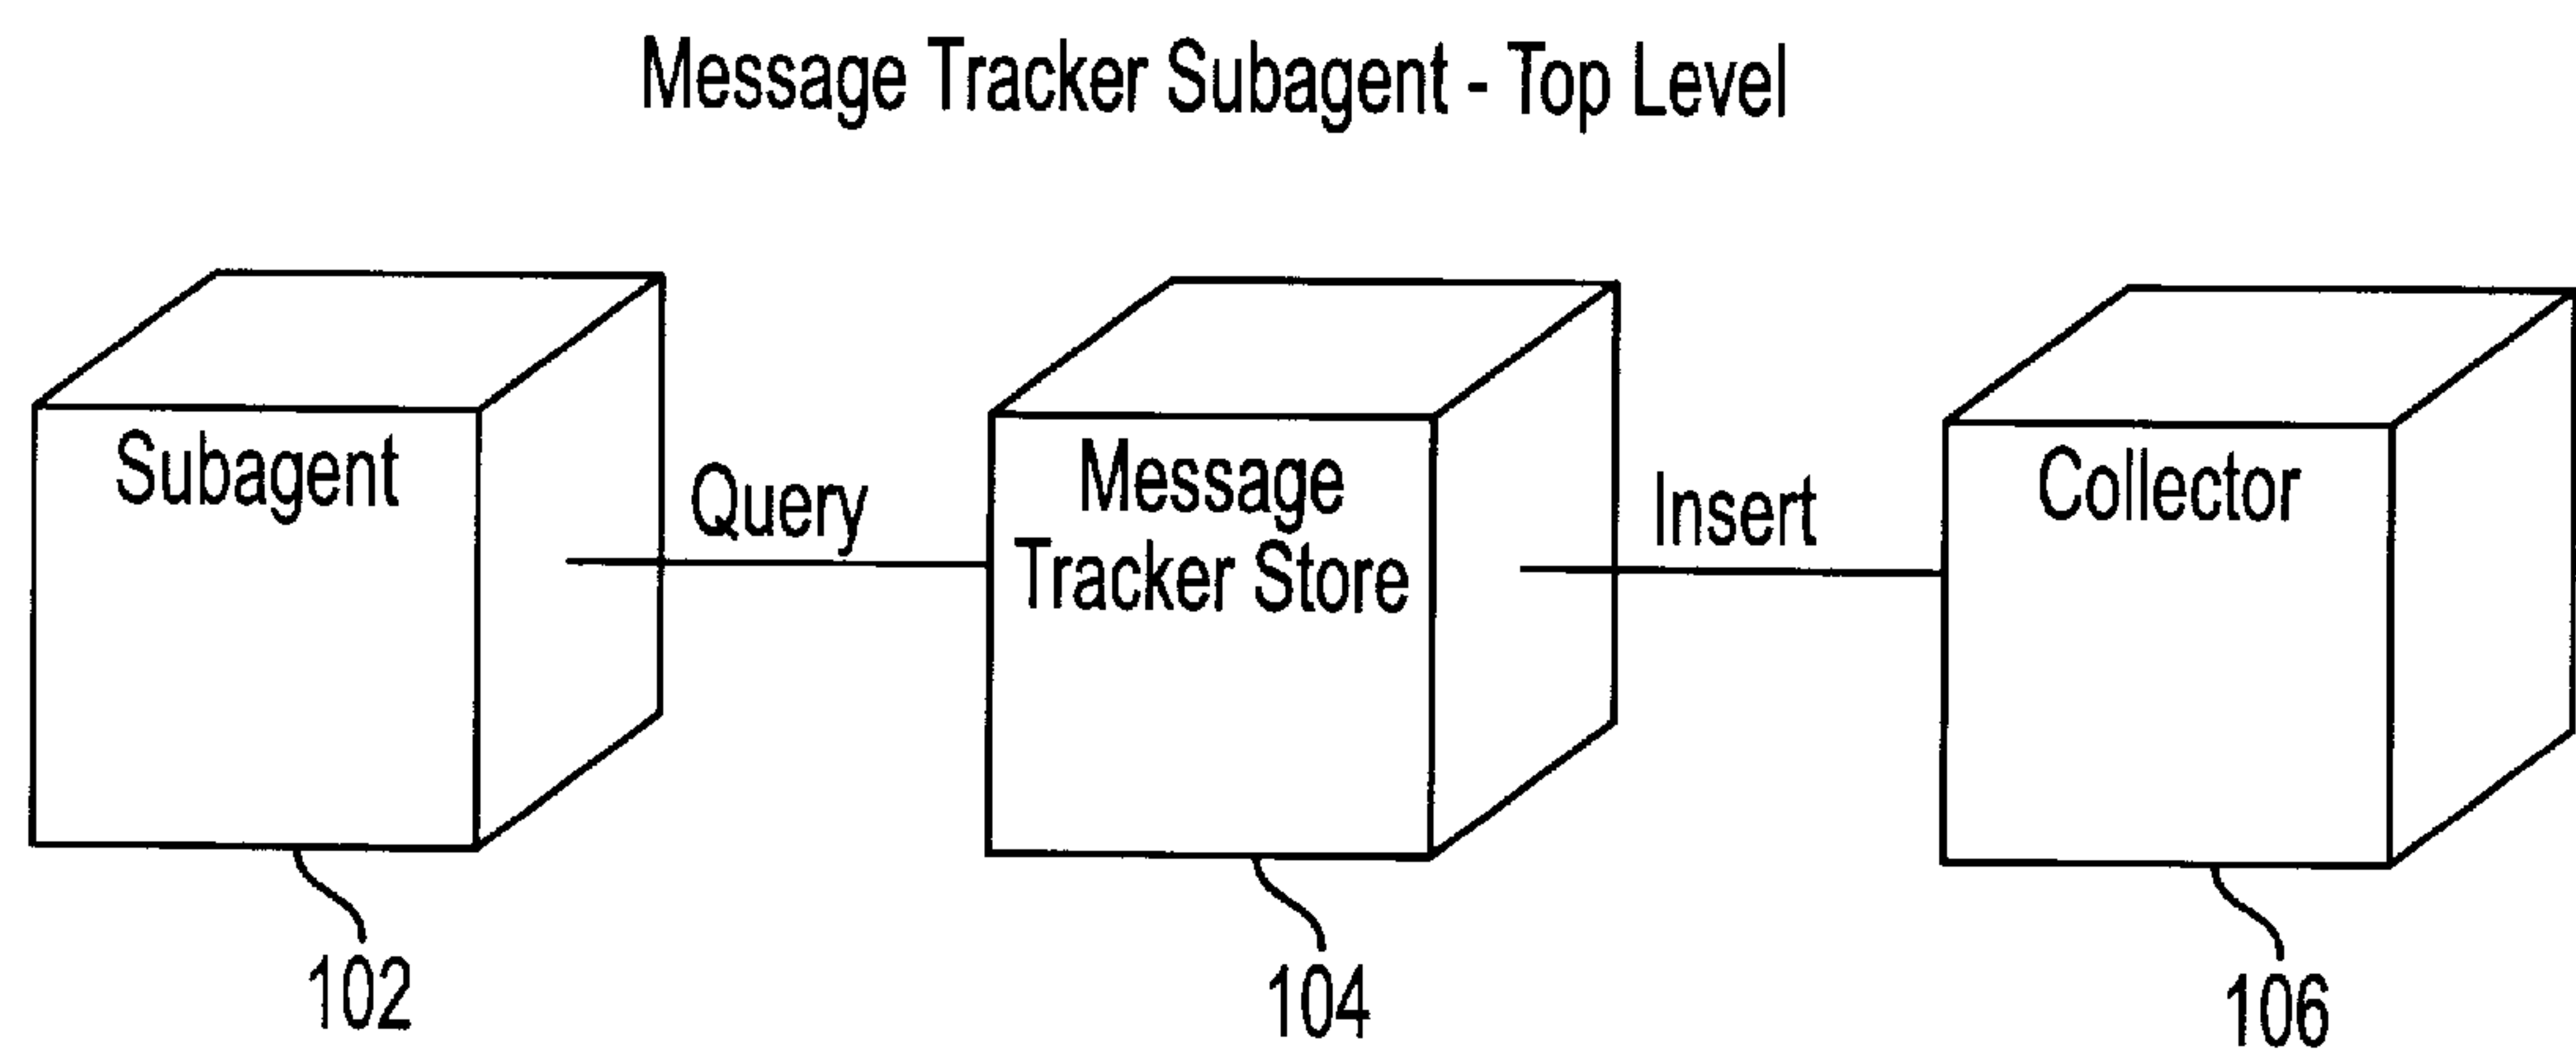 Message Tracker Subagent - Top Level
Subagent
Query
Message
Tracker Store
Insert
Collector
102
104
106